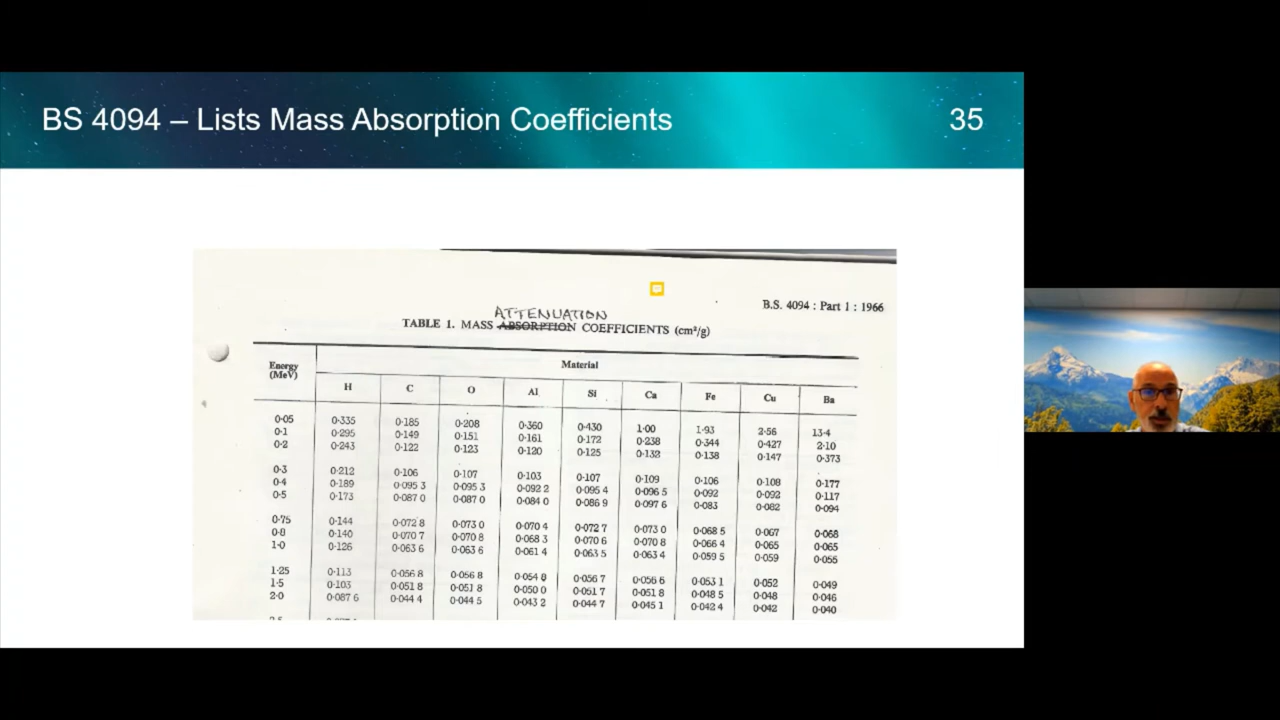 BS 4094 – Lists Mass Absorption Coefficients 35
B.S. 4094 : Part 1 : 1966
ATTENUATION
TABLE 1. MASS ABSORPTION COEFFICIENTS (cm²/g)
Energy (MeV) Material
H C O Al Si Ca Fe Cu Ba
0·05 0·335 0·185 0·208 0·360 0·430 1·00 1·93 2·56 13·4
0·1 0·295 0·149 0·151 0·161 0·172 0·238 0·344 0·427 2·10
0·2 0·243 0·122 0·123 0·120 0·125 0·132 0·138 0·147 0·373
0·3 0·212 0·106 0·107 0·103 0·107 0·109 0·106 0·108 0·177
0·4 0·189 0·095 3 0·095 3 0·092 2 0·095 4 0·096 5 0·092 0·092 0·117
0·5 0·173 0·087 0 0·087 0 0·084 0 0·086 9 0·097 6 0·083 0·082 0·094
0·75 0·144 0·072 8 0·073 0 0·070 4 0·072 7 0·073 0 0·068 5 0·067 0·068
0·8 0·140 0·070 7 0·070 8 0·068 3 0·070 6 0·070 8 0·066 4 0·065 0·065
1·0 0·126 0·063 6 0·063 6 0·061 4 0·063 5 0·063 4 0·059 5 0·059 0·055
1·25 0·113 0·056 8 0·056 8 0·054 8 0·056 7 0·056 6 0·053 1 0·052 0·049
1·5 0·103 0·051 8 0·051 8 0·050 0 0·051 7 0·051 8 0·048 5 0·048 0·046
2·0 0·087 6 0·044 4 0·044 5 0·043 2 0·044 7 0·045 1 0·042 4 0·042 0·040